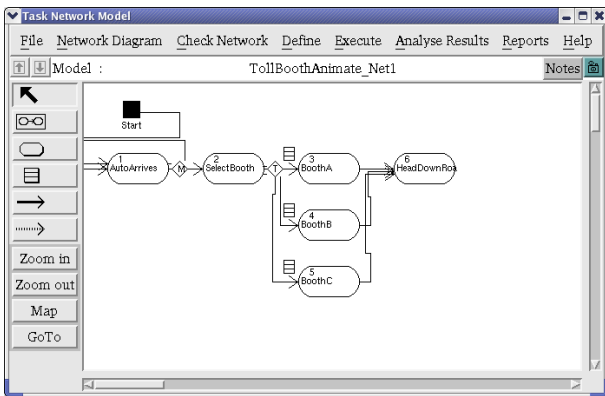 Task Network Model
File Network Diagram Check Network Define Execute Analyse Results Reports Help
Model : TollBoothAnimate_Net1 Notes
Start
1
AutoArrives
M
2
SelectBooth
T
3
BoothA
6
HeadDownRoa
4
BoothB
5
BoothC
Zoom in
Zoom out
Map
GoTo